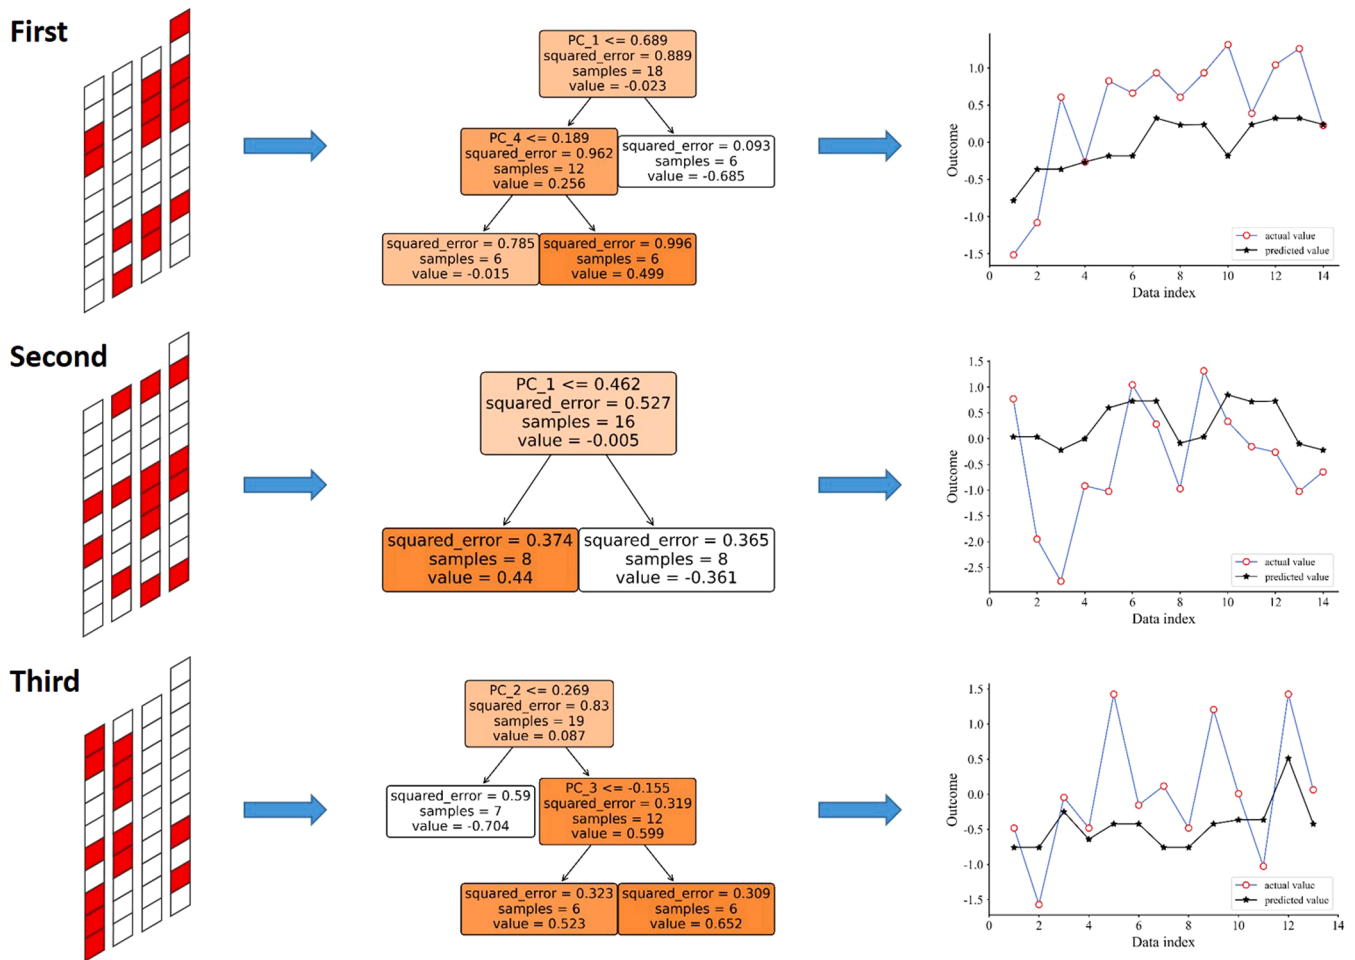 First
PC_1 <= 0.689
squared_error = 0.889
samples = 18
value = -0.023
PC_4 <= 0.189
squared_error = 0.962
samples = 12
value = 0.256
squared_error = 0.093
samples = 6
value = -0.685
squared_error = 0.785
samples = 6
value = -0.015
squared_error = 0.996
samples = 6
value = 0.499
Outcome
1.0
0.5
0.0
-0.5
-1.0
-1.5
0 2 4 6 8 10 12 14
Data index
actual value
predicted value
Second
PC_1 <= 0.462
squared_error = 0.527
samples = 16
value = -0.005
squared_error = 0.374
samples = 8
value = 0.44
squared_error = 0.365
samples = 8
value = -0.361
Outcome
1.5
1.0
0.5
0.0
-0.5
-1.0
-1.5
-2.0
-2.5
0 2 4 6 8 10 12 14
Data index
actual value
predicted value
Third
PC_2 <= 0.269
squared_error = 0.83
samples = 19
value = 0.087
squared_error = 0.59
samples = 7
value = -0.704
PC_3 <= -0.155
squared_error = 0.319
samples = 12
value = 0.599
squared_error = 0.323
samples = 6
value = 0.523
squared_error = 0.309
samples = 6
value = 0.652
Outcome
1.5
1.0
0.5
0.0
-0.5
-1.0
-1.5
0 2 4 6 8 10 12 14
Data index
actual value
predicted value